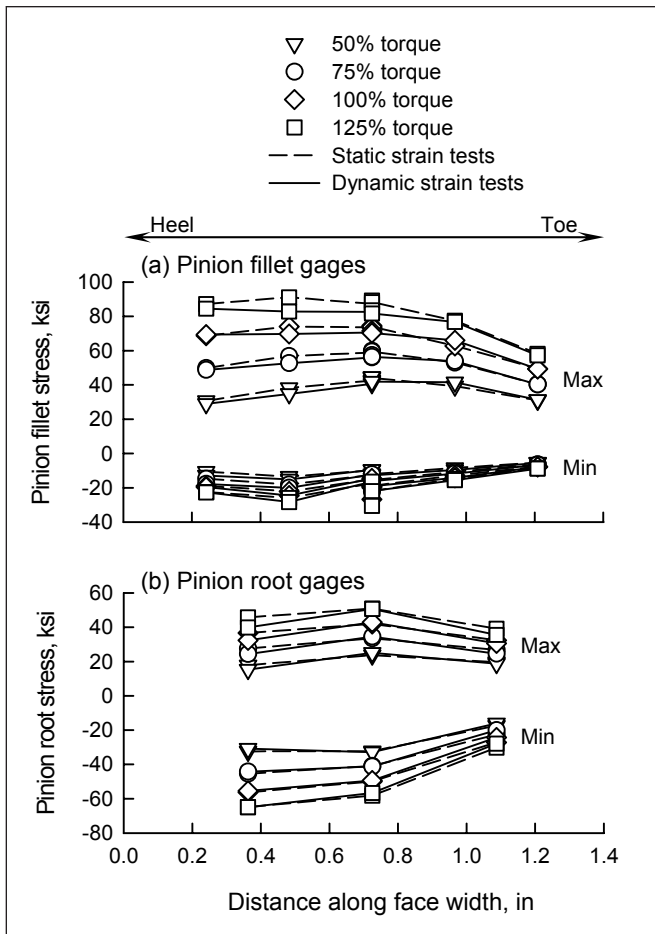 50% torque
75% torque
100% torque
125% torque
Static strain tests
Dynamic strain tests
Heel Toe
(a) Pinion fillet gages
100
80
60
40
20
0
-20
-40
Pinion fillet stress, ksi
Max
Min
(b) Pinion root gages
60
40
20
0
-20
-40
-60
-80
Pinion root stress, ksi
Max
Min
0.0 0.2 0.4 0.6 0.8 1.0 1.2 1.4
Distance along face width, in